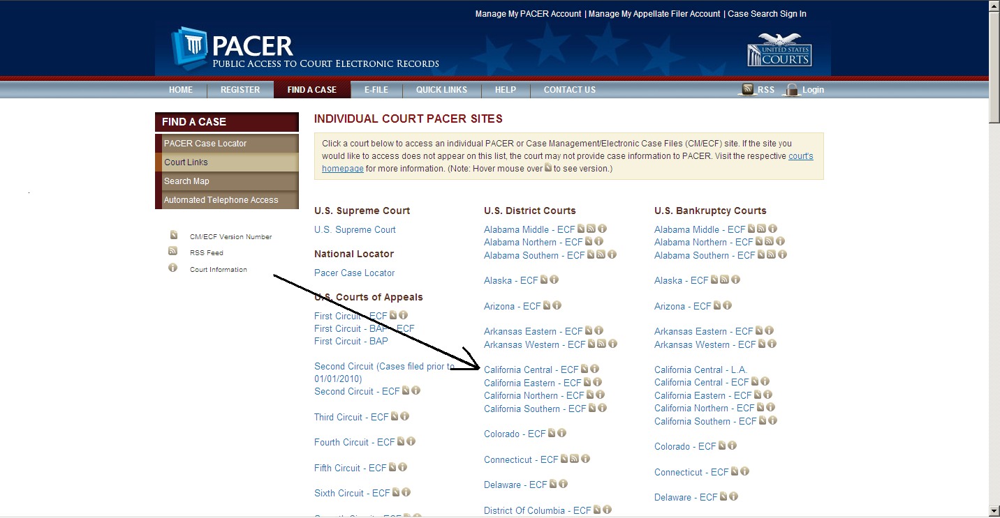 Manage My PACER Account | Manage My Appellate Filer Account | Case Search Sign In
PACER
PUBLIC ACCESS TO COURT ELECTRONIC RECORDS
UNITED STATES
COURTS
HOME
REGISTER
FIND A CASE
E-FILE
QUICK LINKS
HELP
CONTACT US
RSS
Login
FIND A CASE
PACER Case Locator
Court Links
Search Map
Automated Telephone Access
CM/ECF Version Number
RSS Feed
Court Information
INDIVIDUAL COURT PACER SITES
Click a court below to access an individual PACER or Case Management/Electronic Case Files (CM/ECF) site. If the site you
would like to access does not appear on this list, the court may not provide case information to PACER. Visit the respective court's
homepage for more information. (Note: Hover mouse over to see version.)
U.S. Supreme Court
U.S. Supreme Court
National Locator
Pacer Case Locator
U.S. Courts of Appeals
First Circuit - ECF
First Circuit - BAP - ECF
First Circuit - BAP
Second Circuit (Cases filed prior to
01/01/2010)
Second Circuit - ECF
Third Circuit - ECF
Fourth Circuit - ECF
Fifth Circuit - ECF
Sixth Circuit - ECF
U.S. District Courts
Alabama Middle - ECF
Alabama Northern - ECF
Alabama Southern - ECF
Alaska - ECF
Arizona - ECF
Arkansas Eastern - ECF
Arkansas Western - ECF
California Central - ECF
California Eastern - ECF
California Northern - ECF
California Southern - ECF
Colorado - ECF
Connecticut - ECF
Delaware - ECF
District Of Columbia - ECF
U.S. Bankruptcy Courts
Alabama Middle - ECF
Alabama Northern - ECF
Alabama Southern - ECF
Alaska - ECF
Arizona - ECF
Arkansas Eastern - ECF
Arkansas Western - ECF
California Central - L.A.
California Central - ECF
California Eastern - ECF
California Northern - ECF
California Southern - ECF
Colorado - ECF
Connecticut - ECF
Delaware - ECF